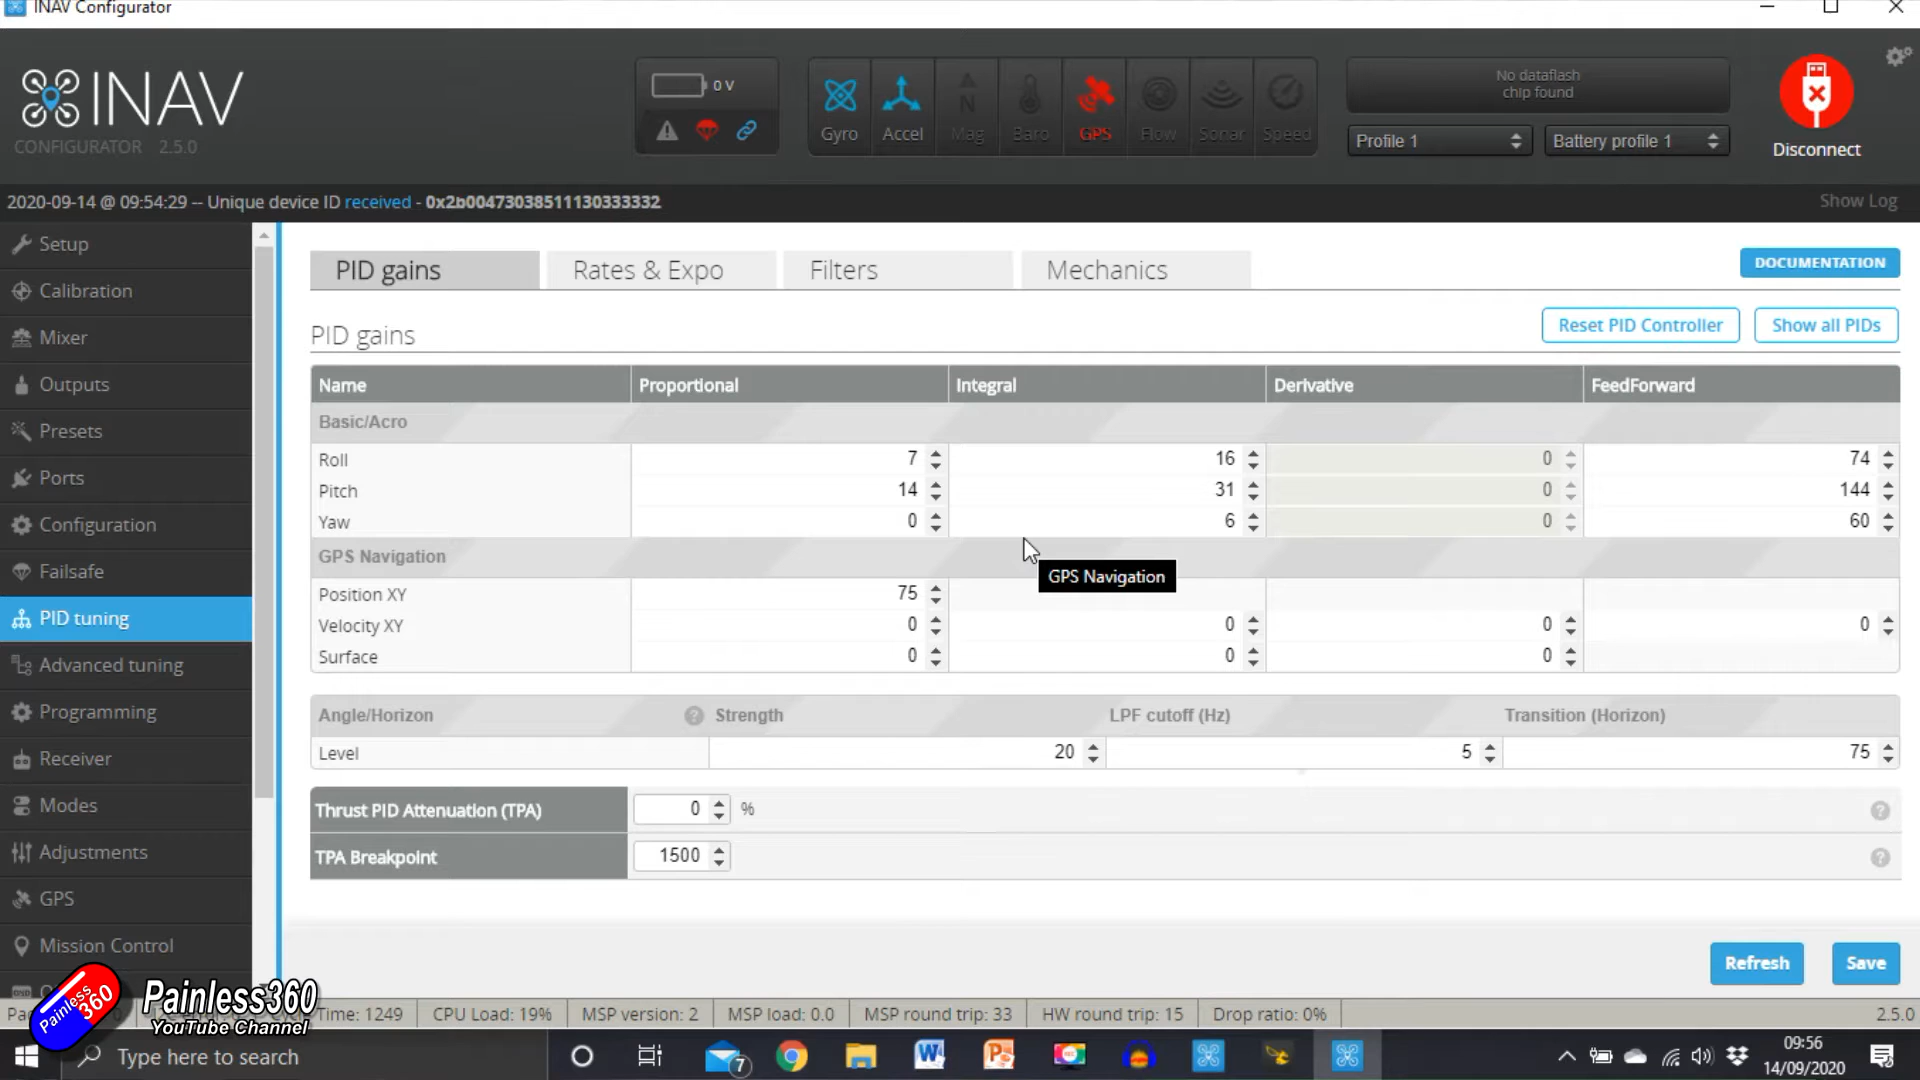 INAV Configurator
INAV
CONFIGURATOR 2.5.0
0 V
Gyro
Accel
Mag
Baro
GPS
Flow
Sonar
Speed
No dataflash
chip found
Profile 1
Battery profile 1
Disconnect
2020-09-14 @ 09:54:29 -- Unique device ID received - 0x2b00473038511130333332
Show Log
Setup
Calibration
Mixer
Outputs
Presets
Ports
Configuration
Failsafe
PID tuning
Advanced tuning
Programming
Receiver
Modes
Adjustments
GPS
Mission Control
PID gains
Rates & Expo
Filters
Mechanics
DOCUMENTATION
PID gains
Reset PID Controller
Show all PIDs
Name Proportional Integral Derivative FeedForward
Basic/Acro
Roll 7 16 0 74
Pitch 14 31 0 144
Yaw 0 6 0 60
GPS Navigation
GPS Navigation
Position XY 75
Velocity XY 0 0 0 0
Surface 0 0 0
Angle/Horizon ? Strength LPF cutoff (Hz) Transition (Horizon)
Level 20 5 75
Thrust PID Attenuation (TPA) 0 % ?
TPA Breakpoint 1500 ?
Refresh
Save
Painless360
Painless360
YouTube Channel
Time: 1249
CPU Load: 19%
MSP version: 2
MSP load: 0.0
MSP round trip: 33
HW round trip: 15
Drop ratio: 0%
2.5.0
Type here to search
7
09:56
14/09/2020